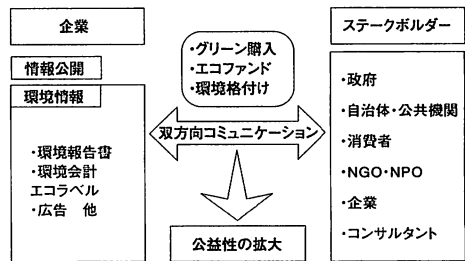 企業
情報公開
環境情報
・環境報告書
・環境会計
エコラベル
・広告　他
・グリーン購入
・エコファンド
・環境格付け
双方向コミュニケーション
公益性の拡大
ステークボルダー
・政府
・自治体・公共機関
・消費者
・NGO・NPO
・企業
・コンサルタント